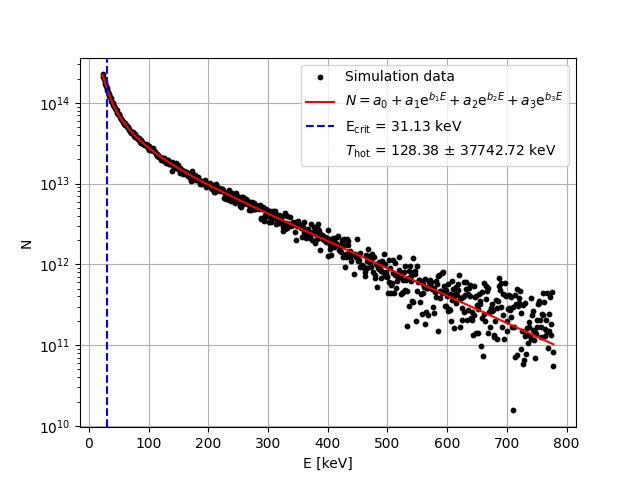 Simulation data
N = a₀ + a₁e^{b₁E} + a₂e^{b₂E} + a₃e^{b₃E}
E_crit = 31.13 keV
T_hot = 128.38 ± 37742.72 keV
N
10¹⁴
10¹³
10¹²
10¹¹
10¹⁰
0 100 200 300 400 500 600 700 800
E [keV]